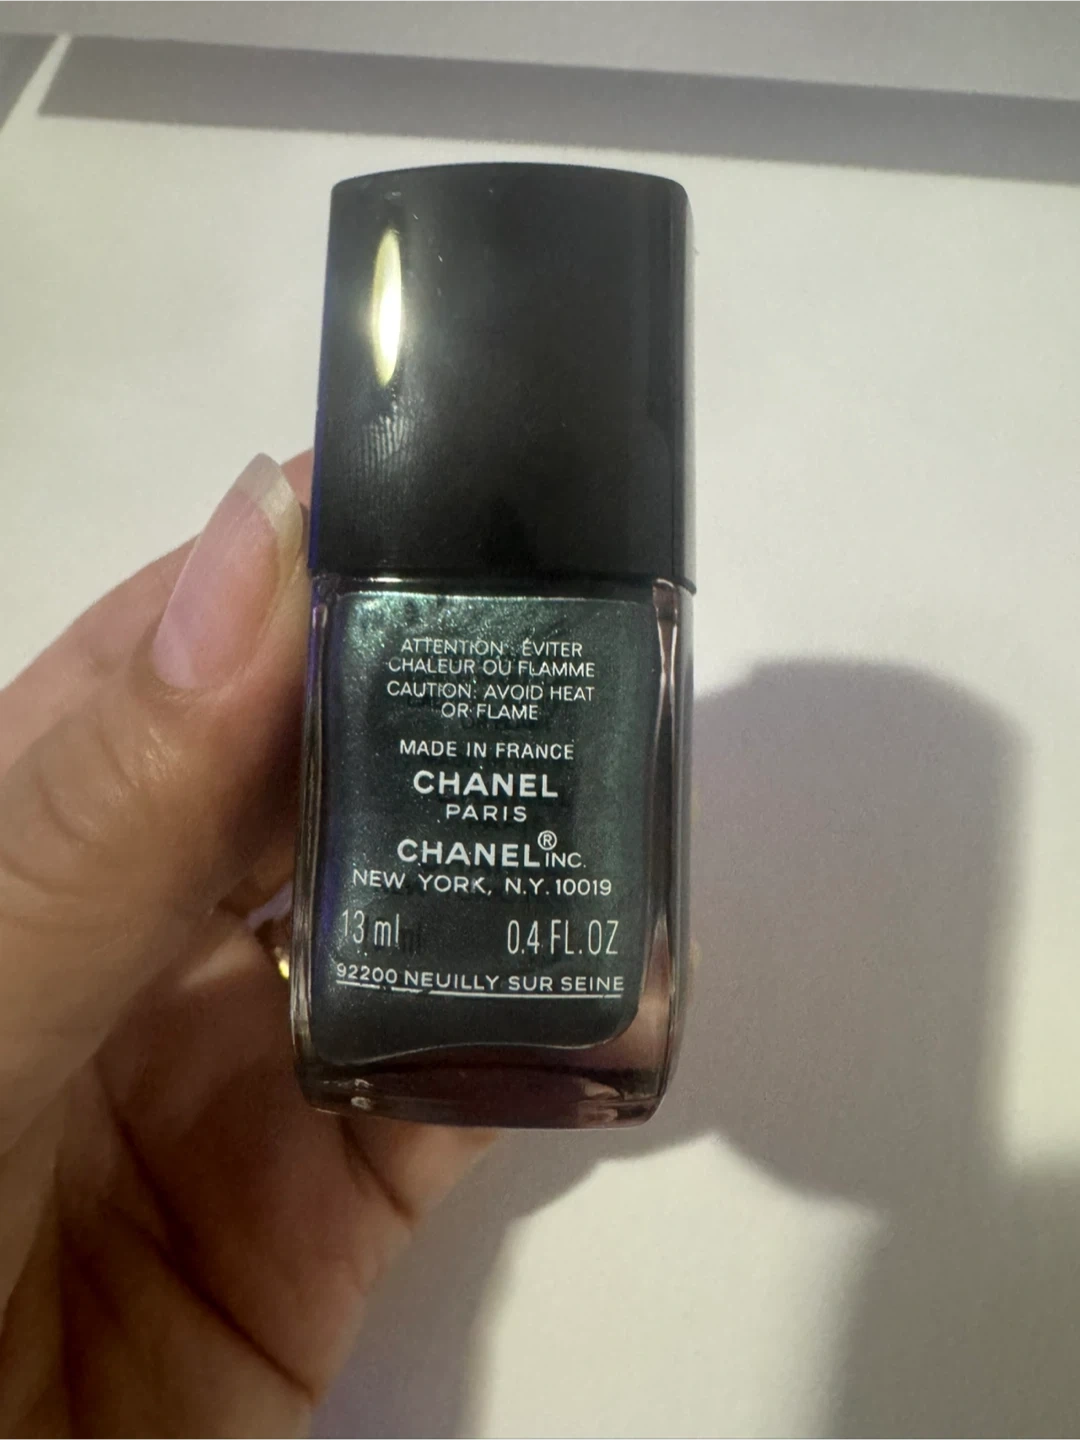 ATTENTION : ÉVITER
CHALEUR OU FLAMME
CAUTION: AVOID HEAT
OR FLAME
MADE IN FRANCE
CHANEL
PARIS
CHANEL® INC.
NEW YORK, N.Y. 10019
13 ml 0.4 FL.OZ
92200 NEUILLY SUR SEINE